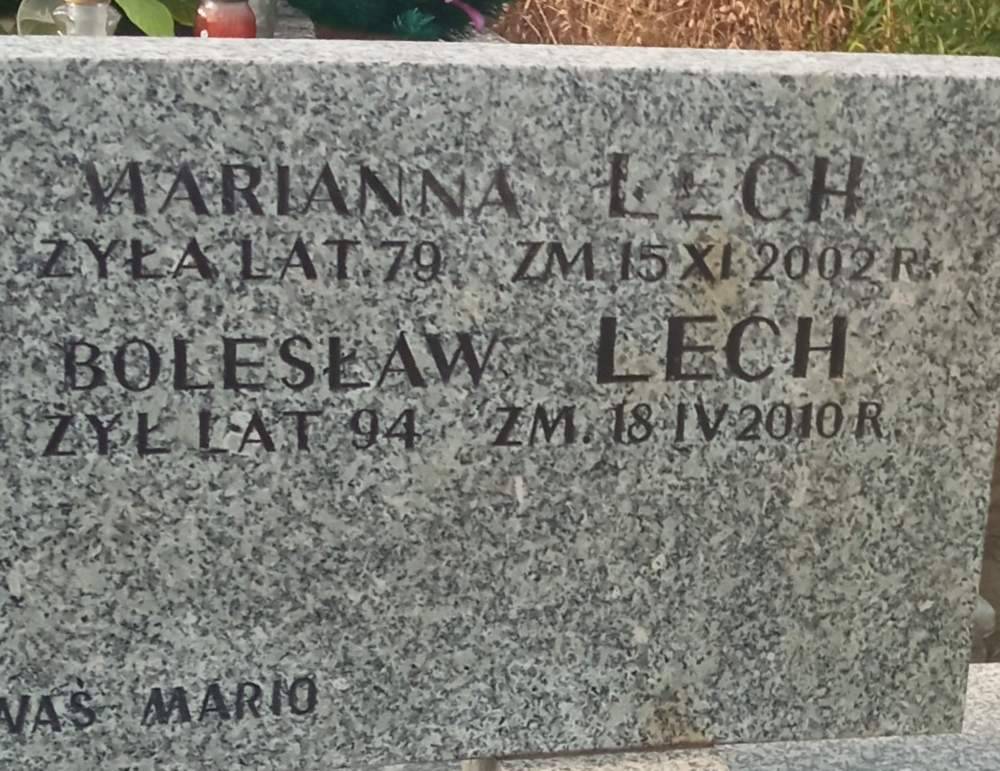 MARIANNA LECH
ŻYŁA LAT 79 ZM. 15 XI 2002 R.
BOLESŁAW LECH
ŻYŁ LAT 94 ZM. 18 IV 2010 R.
WAŚ MARIO